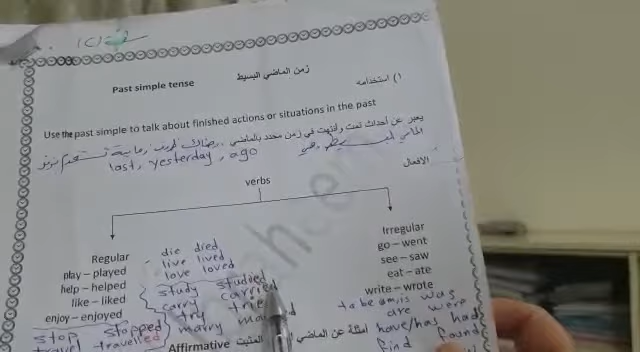 Past simple tense زمن الماضي البسيط
١) استخدامه
Use the past simple to talk about finished actions or situations in the past
يعبر عن أحداث تمت وانتهت في زمن محدد بالماضي
last, yesterday, ago
الافعال
verbs
Regular
play – played
help – helped
like – liked
enjoy – enjoyed
stop stopped
travel travelled
die died
live lived
love loved
study studied
carry carried
try
marry
Irregular
go – went
see – saw
eat – ate
write – wrote
to be am/is was
are were
have/has had
find found
Affirmative المثبت امثلة عن الماضي